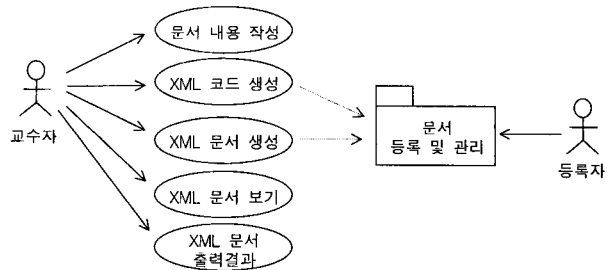 문서 내용 작성
XML 코드 생성
교수자
XML 문서 생성
문서
등록 및 관리
등록자
XML 문서 보기
XML 문서
출력결과